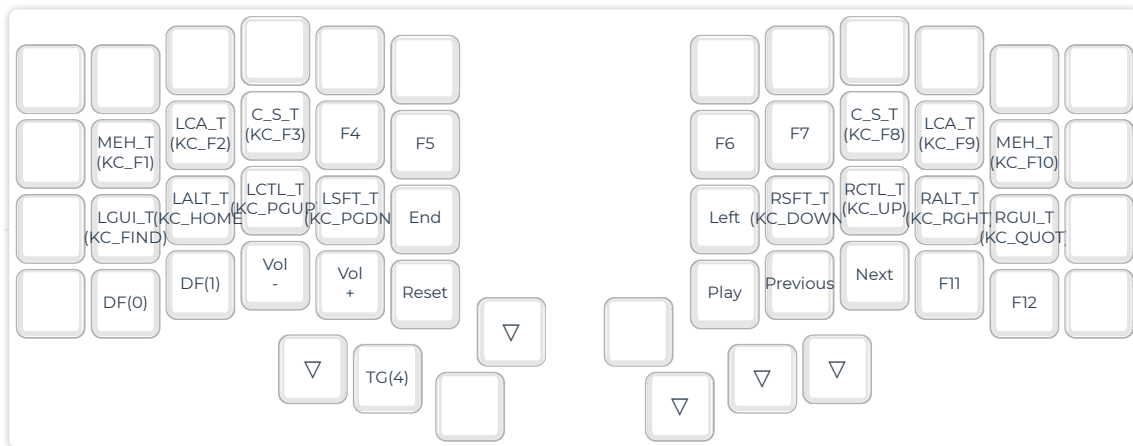 MEH_T
(KC_F1)
LCA_T
(KC_F2)
C_S_T
(KC_F3)
F4
F5
F6
F7
C_S_T
(KC_F8)
LCA_T
(KC_F9)
MEH_T
(KC_F10)
LGUI_T
(KC_FIND)
LALT_T
(KC_HOME
LCTL_T
(KC_PGUP
LSFT_T
(KC_PGDN
End
Left
RSFT_T
(KC_DOWN
RCTL_T
(KC_UP)
RALT_T
(KC_RGHT)
RGUI_T
(KC_QUOT)
DF(0)
DF(1)
Vol
-
Vol
+
Reset
Play
Previous
Next
F11
F12
▽
▽
TG(4)
▽
▽
▽